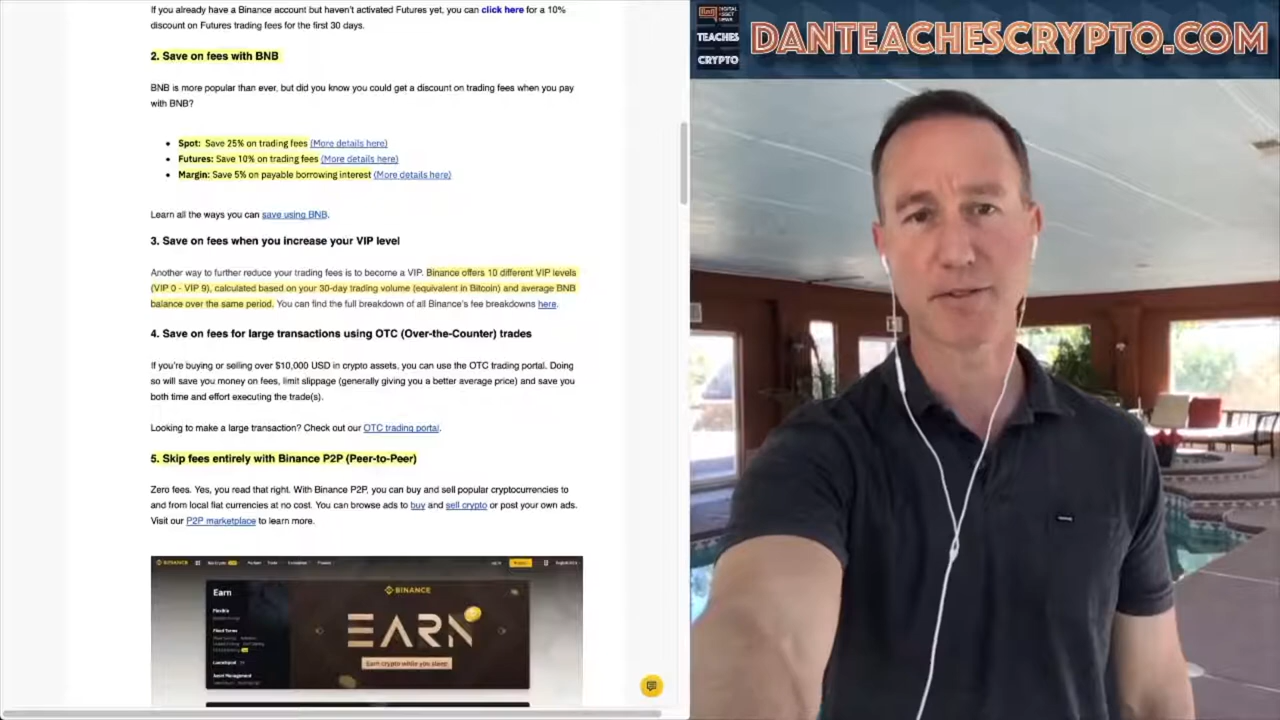 If you already have a Binance account but haven't activated Futures yet, you can click here for a 10%
discount on Futures trading fees for the first 30 days.
2. Save on fees with BNB
BNB is more popular than ever, but did you know you could get a discount on trading fees when you pay
with BNB?
• Spot: Save 25% on trading fees (More details here)
• Futures: Save 10% on trading fees (More details here)
• Margin: Save 5% on payable borrowing interest (More details here)
Learn all the ways you can save using BNB.
3. Save on fees when you increase your VIP level
Another way to further reduce your trading fees is to become a VIP. Binance offers 10 different VIP levels
(VIP 0 - VIP 9), calculated based on your 30-day trading volume (equivalent in Bitcoin) and average BNB
balance over the same period. You can find the full breakdown of all Binance's fee breakdowns here.
4. Save on fees for large transactions using OTC (Over-the-Counter) trades
If you're buying or selling over $10,000 USD in crypto assets, you can use the OTC trading portal. Doing
so will save you money on fees, limit slippage (generally giving you a better average price) and save you
both time and effort executing the trade(s).
Looking to make a large transaction? Check out our OTC trading portal.
5. Skip fees entirely with Binance P2P (Peer-to-Peer)
Zero fees. Yes, you read that right. With Binance P2P, you can buy and sell popular cryptocurrencies to
and from local fiat currencies at no cost. You can browse ads to buy and sell crypto or post your own ads.
Visit our P2P marketplace to learn more.
BINANCE
Earn
BINANCE
EARN
Earn crypto while you sleep
DIGITAL
ASSET
TEACHES
CRYPTO
DANTEACHESCRYPTO.COM